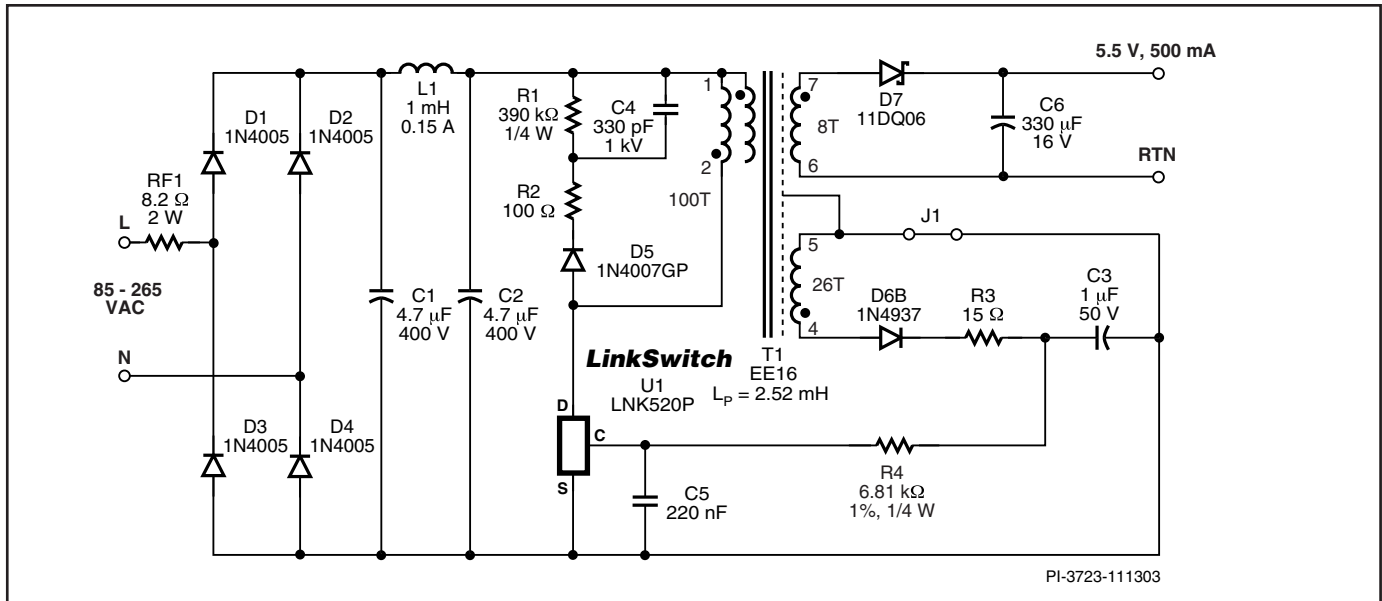 5.5 V, 500 mA
L1
1 mH
0.15 A
R1
390 kΩ
1/4 W
C4
330 pF
1 kV
1
2
100T
7
8T
6
D7
11DQ06
C6
330 µF
16 V
RTN
D1
1N4005
D2
1N4005
RF1
8.2 Ω
2 W
L
85 - 265
VAC
N
R2
100 Ω
D5
1N4007GP
J1
5
26T
4
D6B
1N4937
R3
15 Ω
C3
1 µF
50 V
C1
4.7 µF
400 V
C2
4.7 µF
400 V
LinkSwitch
U1
LNK520P
T1
EE16
LP = 2.52 mH
D3
1N4005
D4
1N4005
D
C
S
C5
220 nF
R4
6.81 kΩ
1%, 1/4 W
PI-3723-111303